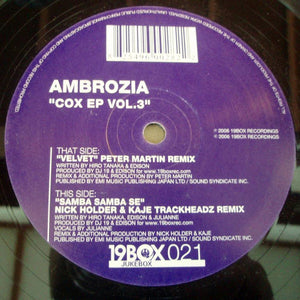 AMBROZIA
"COX EP VOL.3"
℗ 2006 19BOX RECORDINGS
© 2006 19BOX RECORDINGS
THAT SIDE:
"VELVET" PETER MARTIN REMIX
WRITTEN BY HIRO TANAKA & EDISON
PRODUCED BY DJ 19 & EDISON for www.19boxrec.com
REMIX & ADDITIONAL PRODUCTION BY PETER MARTIN
PUBLISHED BY EMI MUSIC PUBLISHING JAPAN LTD / SOUND SYNDICATE INC.
THIS SIDE:
"SAMBA SAMBA SE"
NICK HOLDER & KAJE TRACKHEADZ REMIX
WRITTEN BY HIRO TANAKA, EDISON & JULIANNE
PRODUCED BY DJ 19 & EDISON for www.19boxrec.com
VOCALS BY JULIANNE
REMIX & ADDITIONAL PRODUCTION BY NICK HOLDER & KAJE
PUBLISHED BY EMI MUSIC PUBLISHING JAPAN LTD / SOUND SYNDICATE INC.
19BOX 021
JUKEBOX